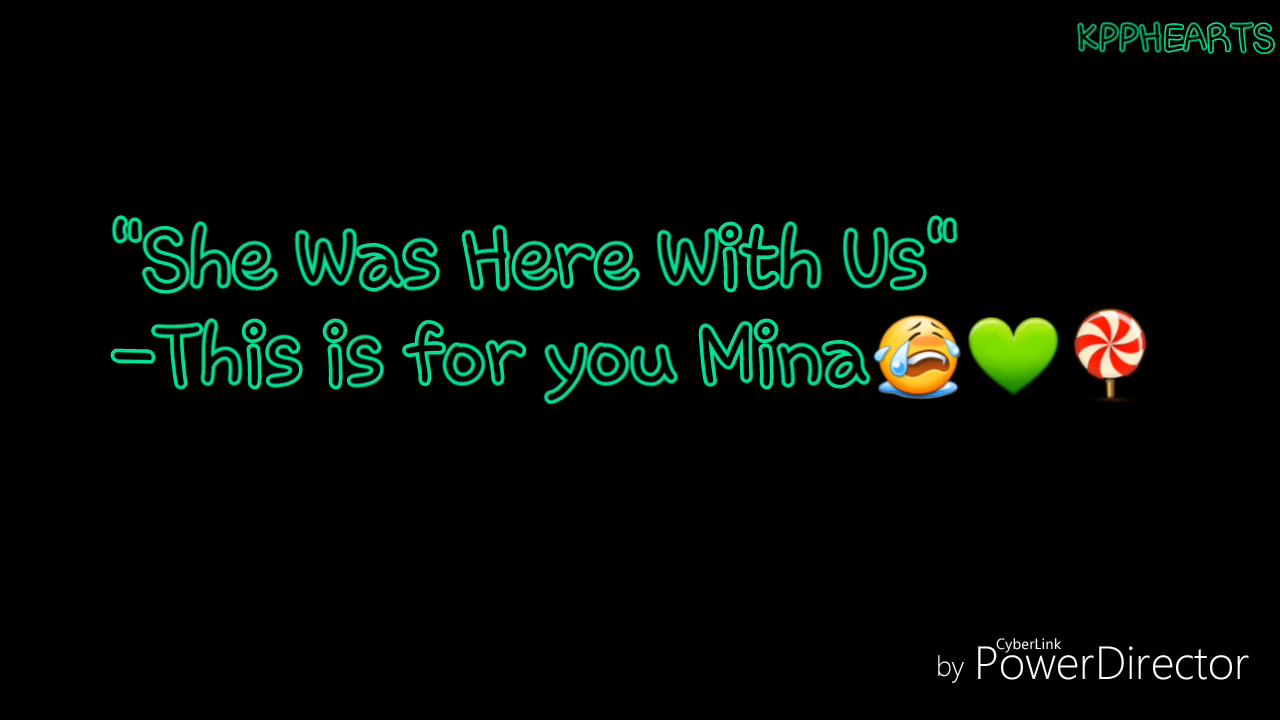 KPPHEARTS
"She Was Here With Us"
-This is for you Mina😭💚🍭
by CyberLink PowerDirector